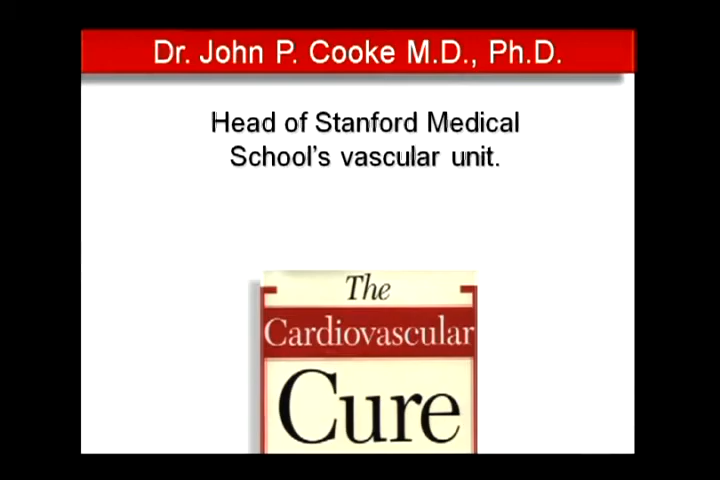 Dr. John P. Cooke M.D., Ph.D.
Head of Stanford Medical
School's vascular unit.
The
Cardiovascular
Cure